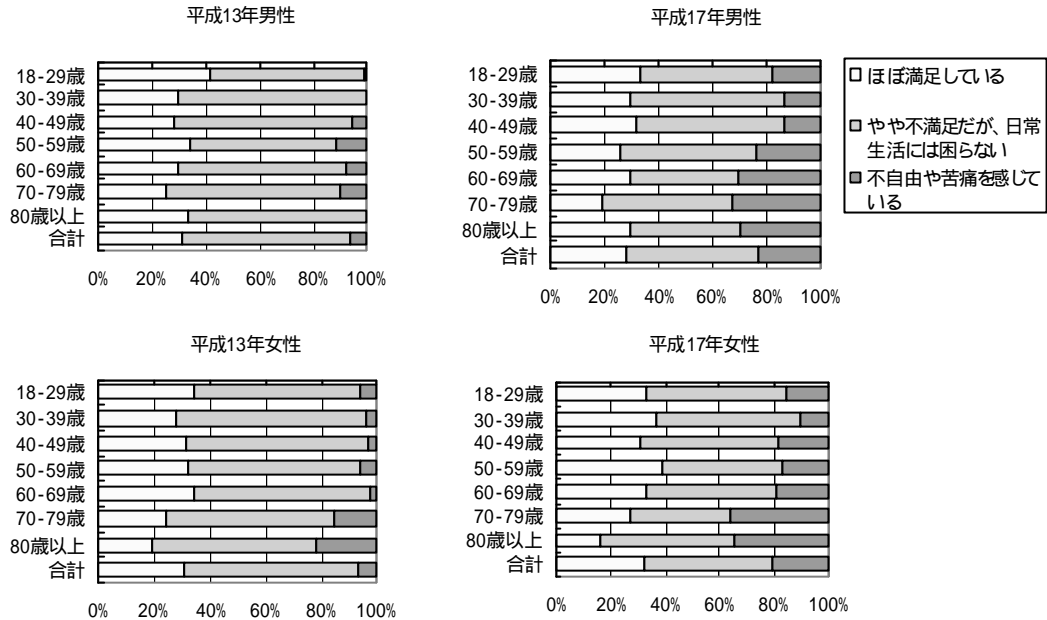 平成13年男性
18-29歳
30-39歳
40-49歳
50-59歳
60-69歳
70-79歳
80歳以上
合計
0% 20% 40% 60% 80% 100%
平成17年男性
18-29歳
30-39歳
40-49歳
50-59歳
60-69歳
70-79歳
80歳以上
合計
0% 20% 40% 60% 80% 100%
ほぼ満足している
やや不満足だが、日常
生活には困らない
不自由や苦痛を感じて
いる
平成13年女性
18-29歳
30-39歳
40-49歳
50-59歳
60-69歳
70-79歳
80歳以上
合計
0% 20% 40% 60% 80% 100%
平成17年女性
18-29歳
30-39歳
40-49歳
50-59歳
60-69歳
70-79歳
80歳以上
合計
0% 20% 40% 60% 80% 100%